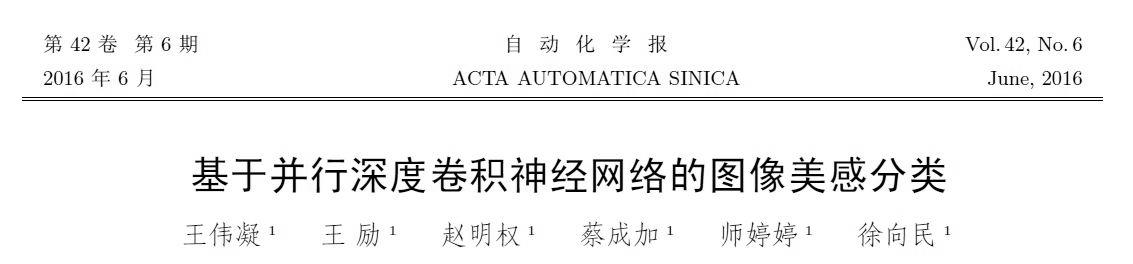 第 42 卷 第 6 期 自 动 化 学 报 Vol. 42, No. 6
2016 年 6 月 ACTA AUTOMATICA SINICA June, 2016
基于并行深度卷积神经网络的图像美感分类
王伟凝 1 王 励 1 赵明权 1 蔡成加 1 师婷婷 1 徐向民 1